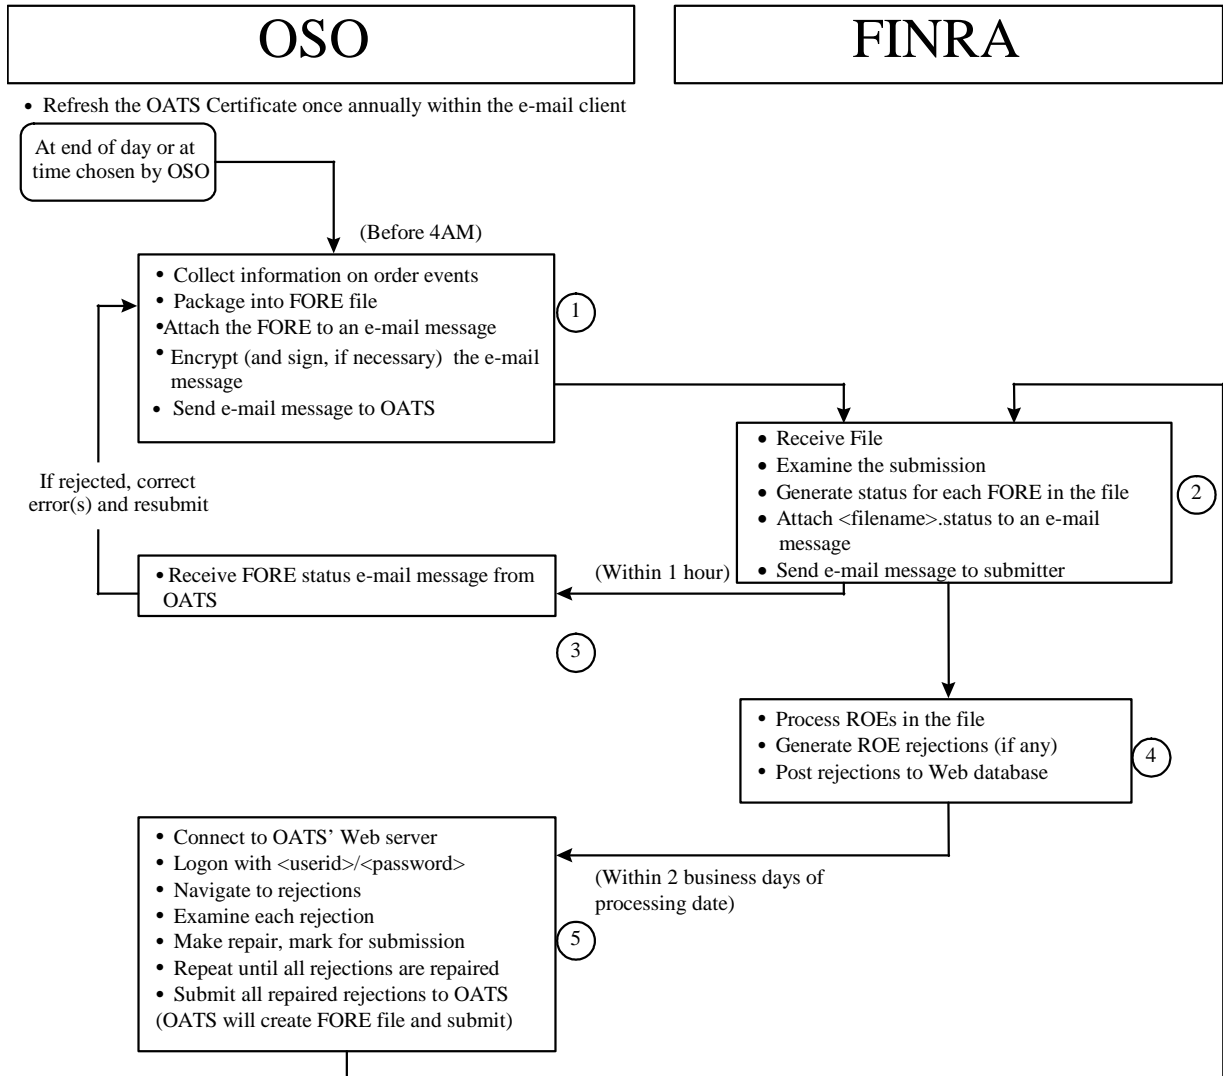 OSO
FINRA
• Refresh the OATS Certificate once annually within the e-mail client
At end of day or at
time chosen by OSO
(Before 4AM)
• Collect information on order events
• Package into FORE file
•Attach the FORE to an e-mail message
• Encrypt (and sign, if necessary) the e-mail
message
• Send e-mail message to OATS
1
• Receive File
• Examine the submission
• Generate status for each FORE in the file
• Attach <filename>.status to an e-mail
message
• Send e-mail message to submitter
2
If rejected, correct
error(s) and resubmit
(Within 1 hour)
• Receive FORE status e-mail message from
OATS
3
• Process ROEs in the file
• Generate ROE rejections (if any)
• Post rejections to Web database
4
• Connect to OATS’ Web server
• Logon with <userid>/<password>
• Navigate to rejections
• Examine each rejection
• Make repair, mark for submission
• Repeat until all rejections are repaired
• Submit all repaired rejections to OATS
(OATS will create FORE file and submit)
5
(Within 2 business days of
processing date)